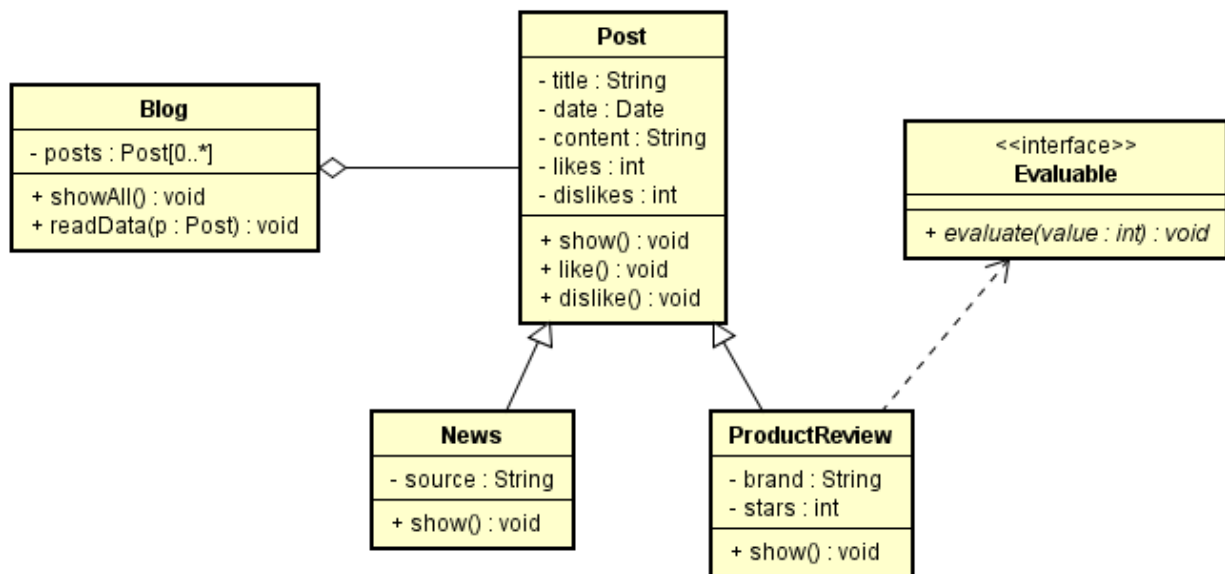 Post
- title : String
- date : Date
- content : String
- likes : int
- dislikes : int
+ show() : void
+ like() : void
+ dislike() : void
Blog
- posts : Post[0..*]
+ showAll() : void
+ readData(p : Post) : void
<<interface>>
Evaluable
+ evaluate(value : int) : void
News
- source : String
+ show() : void
ProductReview
- brand : String
- stars : int
+ show() : void